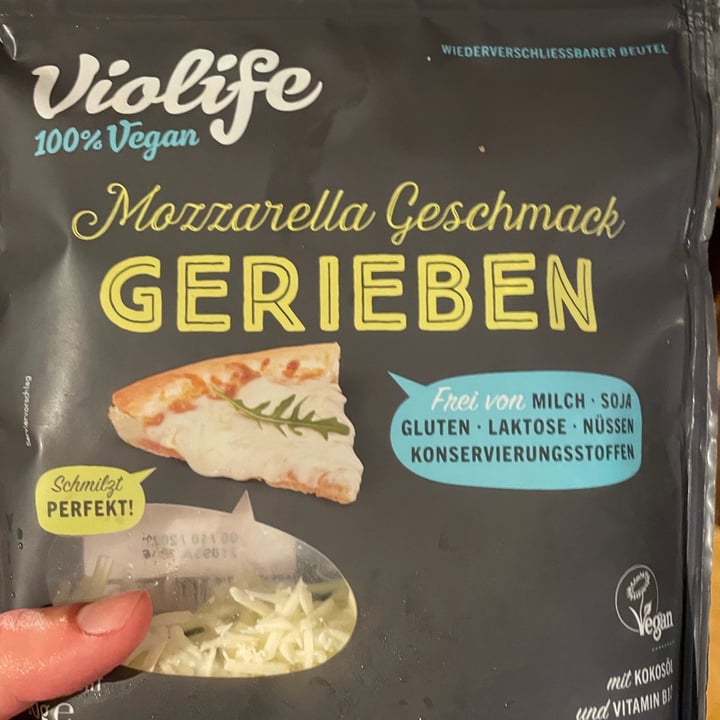 WIEDERVERSCHLIESSBARER BEUTEL
Violife
100% Vegan
Mozzarella Geschmack
GERIEBEN
Frei von MILCH · SOJA
GLUTEN · LAKTOSE · NÜSSEN
KONSERVIERUNGSSTOFFEN
Servervorschlag
Schmilzt
PERFEKT!
Vegan
mit KOKOSÖL
und VITAMIN B12